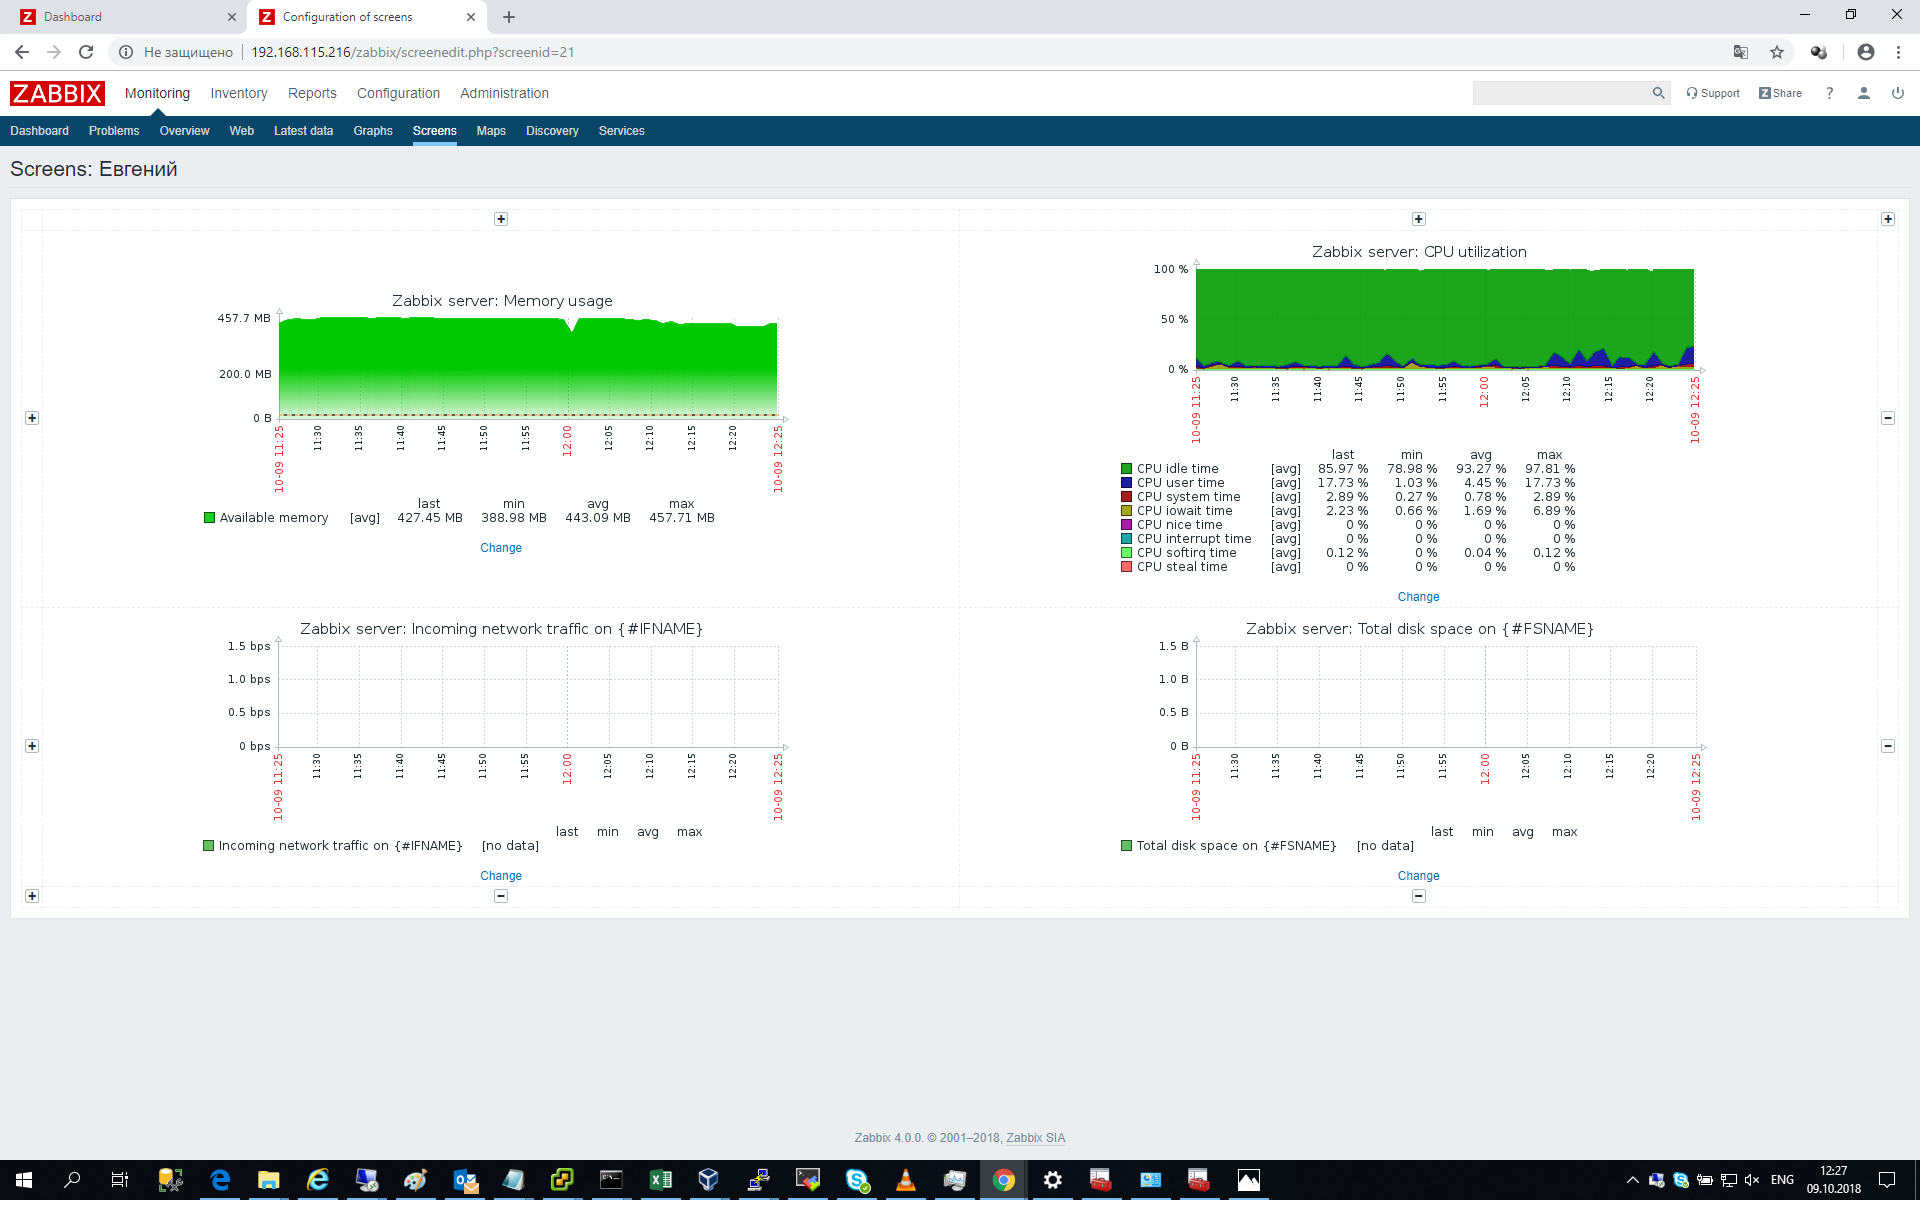 Dashboard
Configuration of screens
Не защищено
192.168.115.216/zabbix/screenedit.php?screenid=21
ZABBIX
Monitoring Inventory Reports Configuration Administration
Support Share ?
Dashboard Problems Overview Web Latest data Graphs Screens Maps Discovery Services
Screens: Евгений
Zabbix server: Memory usage
457.7 MB
200.0 MB
0 B
10-09 11:25 11:30 11:35 11:40 11:45 11:50 11:55 12:00 12:05 12:10 12:15 12:20 10-09 12:25
last min avg max
Available memory [avg] 427.45 MB 388.98 MB 443.09 MB 457.71 MB
Change
Zabbix server: CPU utilization
100 %
50 %
0 %
10-09 11:25 11:30 11:35 11:40 11:45 11:50 11:55 12:00 12:05 12:10 12:15 12:20 10-09 12:25
last min avg max
CPU idle time [avg] 85.97 % 78.98 % 93.27 % 97.81 %
CPU user time [avg] 17.73 % 1.03 % 4.45 % 17.73 %
CPU system time [avg] 2.89 % 0.27 % 0.78 % 2.89 %
CPU iowait time [avg] 2.23 % 0.66 % 1.69 % 6.89 %
CPU nice time [avg] 0 % 0 % 0 % 0 %
CPU interrupt time [avg] 0 % 0 % 0 % 0 %
CPU softirq time [avg] 0.12 % 0 % 0.04 % 0.12 %
CPU steal time [avg] 0 % 0 % 0 % 0 %
Change
Zabbix server: Incoming network traffic on {#IFNAME}
1.5 bps
1.0 bps
0.5 bps
0 bps
10-09 11:25 11:30 11:35 11:40 11:45 11:50 11:55 12:00 12:05 12:10 12:15 12:20 10-09 12:25
last min avg max
Incoming network traffic on {#IFNAME} [no data]
Change
Zabbix server: Total disk space on {#FSNAME}
1.5 B
1.0 B
0.5 B
0 B
10-09 11:25 11:30 11:35 11:40 11:45 11:50 11:55 12:00 12:05 12:10 12:15 12:20 10-09 12:25
last min avg max
Total disk space on {#FSNAME} [no data]
Change
Zabbix 4.0.0. © 2001–2018, Zabbix SIA
ENG
12:27
09.10.2018